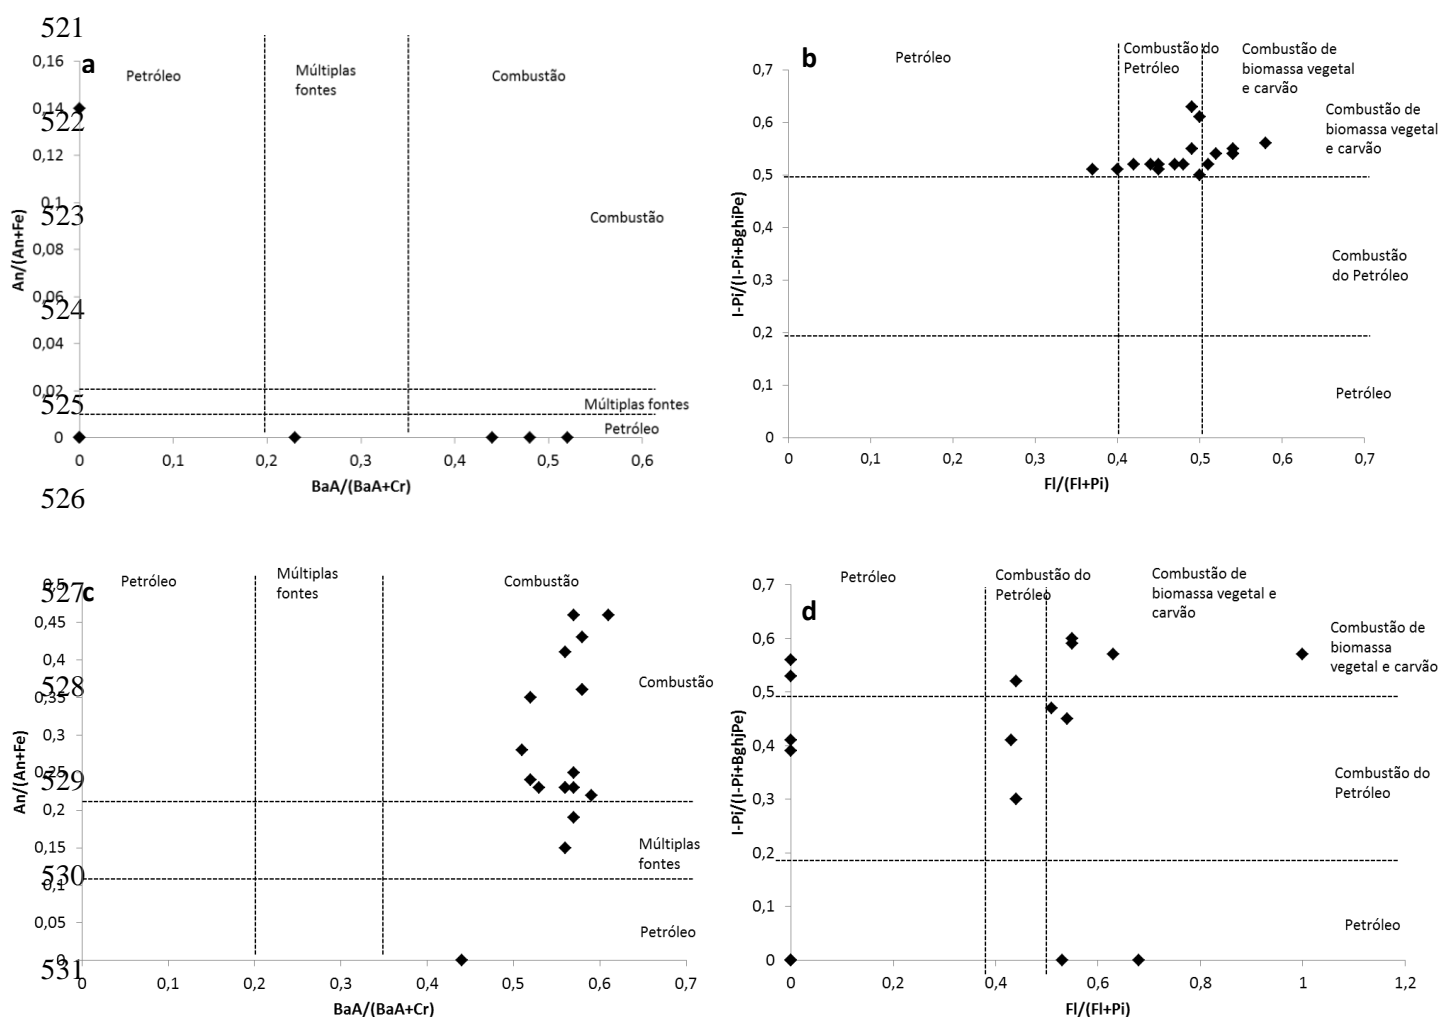 521
a
Petróleo
Múltiplas
fontes
Combustão
0,16
0,14
522
0,12
0,1
523
0,08
0,06
524
0,04
0,02
525
0
An/(An+Fe)
Combustão
Múltiplas fontes
Petróleo
0
0,1
0,2
0,3
0,4
0,5
0,6
BaA/(BaA+Cr)
526
b
Petróleo
Combustão do
Petróleo
Combustão de
biomassa vegetal
e carvão
Combustão de
biomassa vegetal
e carvão
0,7
0,6
0,5
0,4
0,3
0,2
0,1
0
I-Pi/(I-Pi+BghiPe)
Combustão
do Petróleo
Petróleo
0
0,1
0,2
0,3
0,4
0,5
0,6
0,7
Fl/(Fl+Pi)
527
c
Petróleo
Múltiplas
fontes
Combustão
0,5
0,45
0,4
528
0,35
0,3
0,25
529
0,2
0,15
530
0,1
0,05
0
531
An/(An+Fe)
Combustão
Múltiplas
fontes
Petróleo
0
0,1
0,2
0,3
0,4
0,5
0,6
0,7
BaA/(BaA+Cr)
d
Petróleo
Combustão do
Petróleo
Combustão de
biomassa vegetal e
carvão
Combustão de
biomassa
vegetal e carvão
0,7
0,6
0,5
0,4
0,3
0,2
0,1
0
I-Pi/(I-Pi+BghjPe)
Combustão do
Petróleo
Petróleo
0
0,2
0,4
0,6
0,8
1
1,2
Fl/(Fl+Pi)